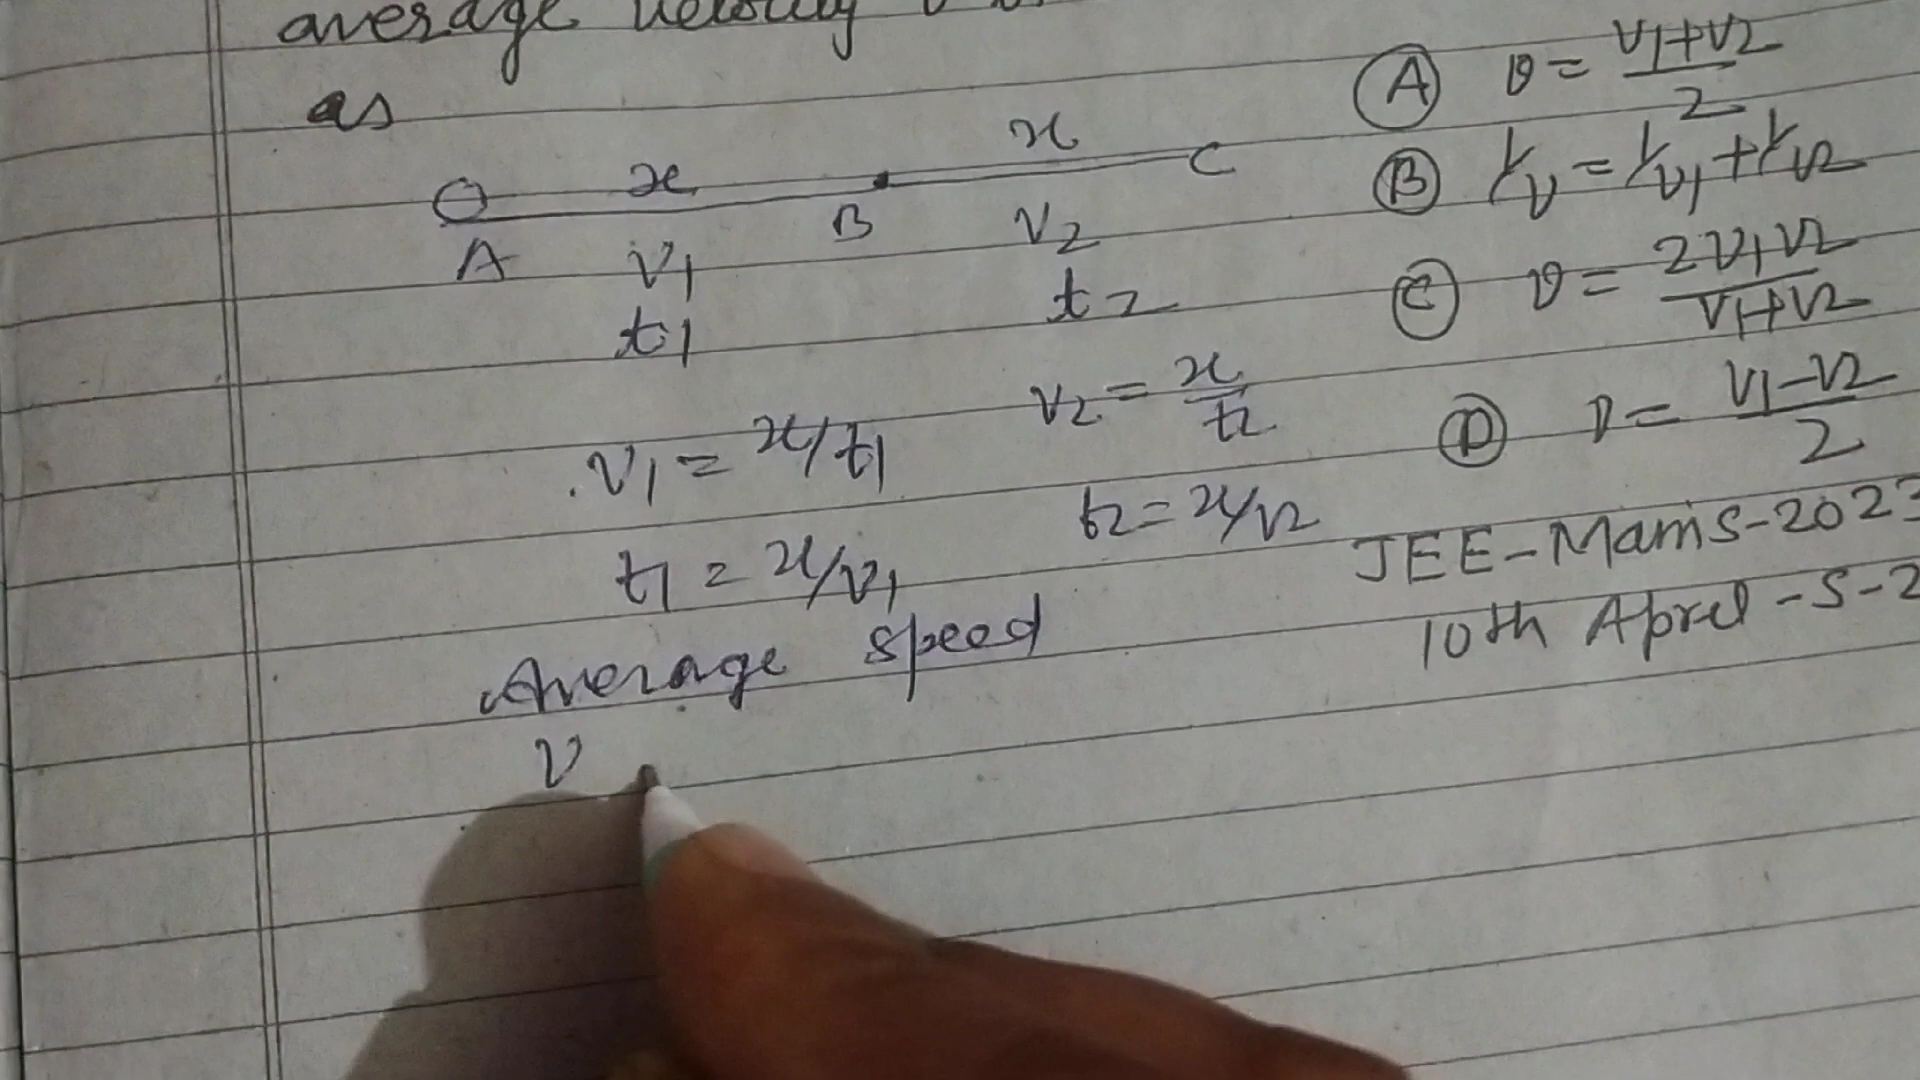 average velocity
as
x x C
A B
V1 V2
t1 t2
V1 = x/t1 V2 = x/t2
t1 = x/V1 t2 = x/V2
Average speed
V
(A) v = V1+V2/2
(B) 1/v = 1/V1 + 1/V2
(C) v = 2V1V2/V1+V2
(D) v = V1-V2/2
JEE-Mains-2023
10th April -S-2